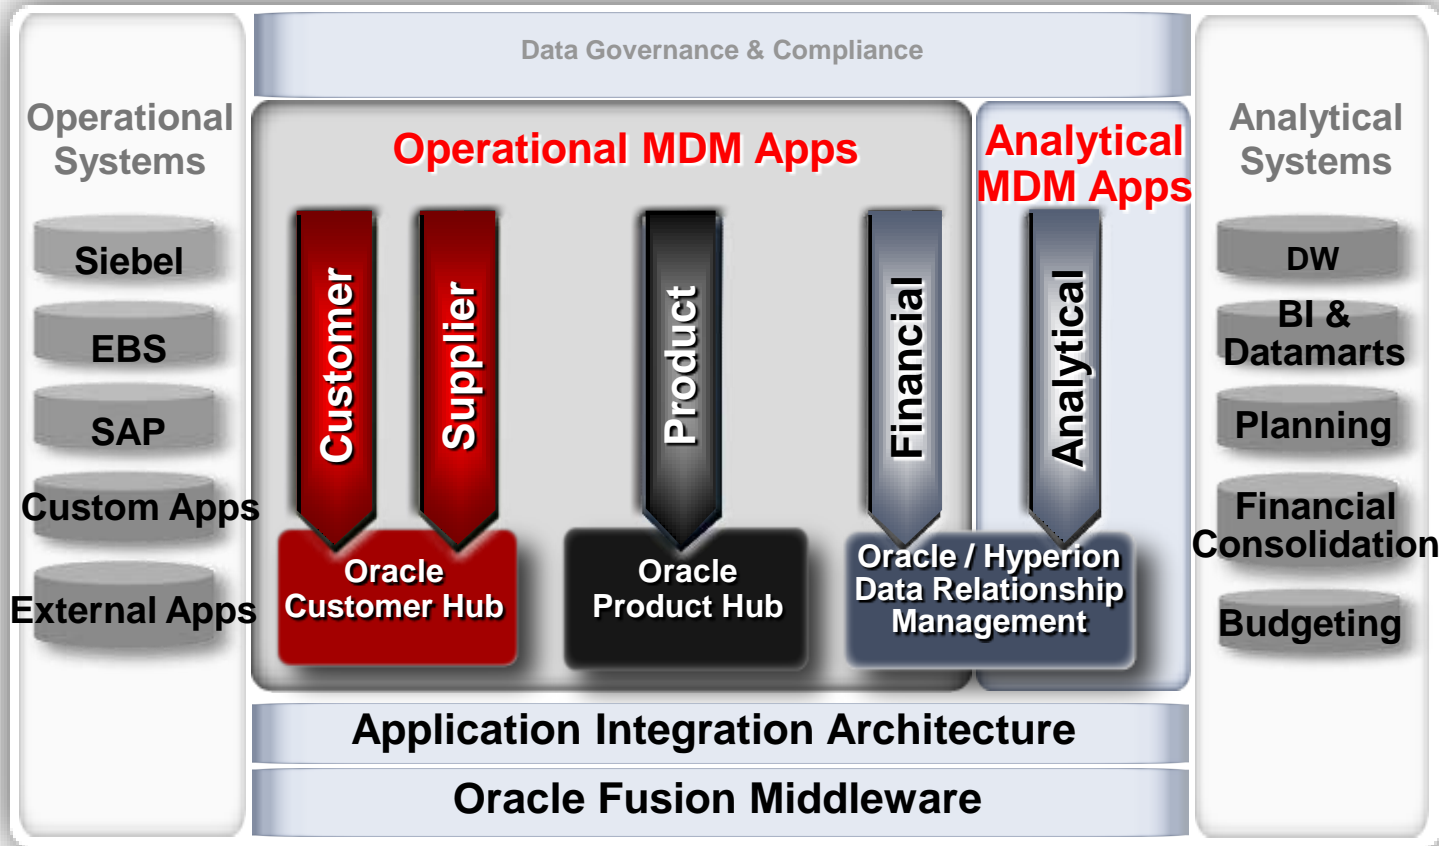 Data Governance & Compliance
Operational
Systems
Siebel
EBS
SAP
Custom Apps
External Apps
Operational MDM Apps
Customer
Supplier
Product
Financial
Oracle
Customer Hub
Oracle
Product Hub
Oracle / Hyperion
Data Relationship
Management
Analytical
MDM Apps
Analytical
Analytical
Systems
DW
BI &
Datamarts
Planning
Financial
Consolidation
Budgeting
Application Integration Architecture
Oracle Fusion Middleware